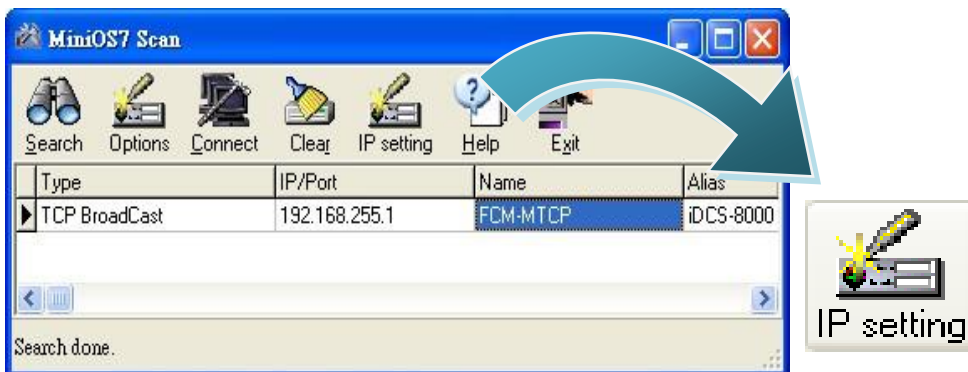 MiniOS7 Scan
Search Options Connect Clear IP setting Help Exit
Type IP/Port Name Alias
TCP BroadCast 192.168.255.1 FCM-MTCP iDCS-8000
Search done.
IP setting